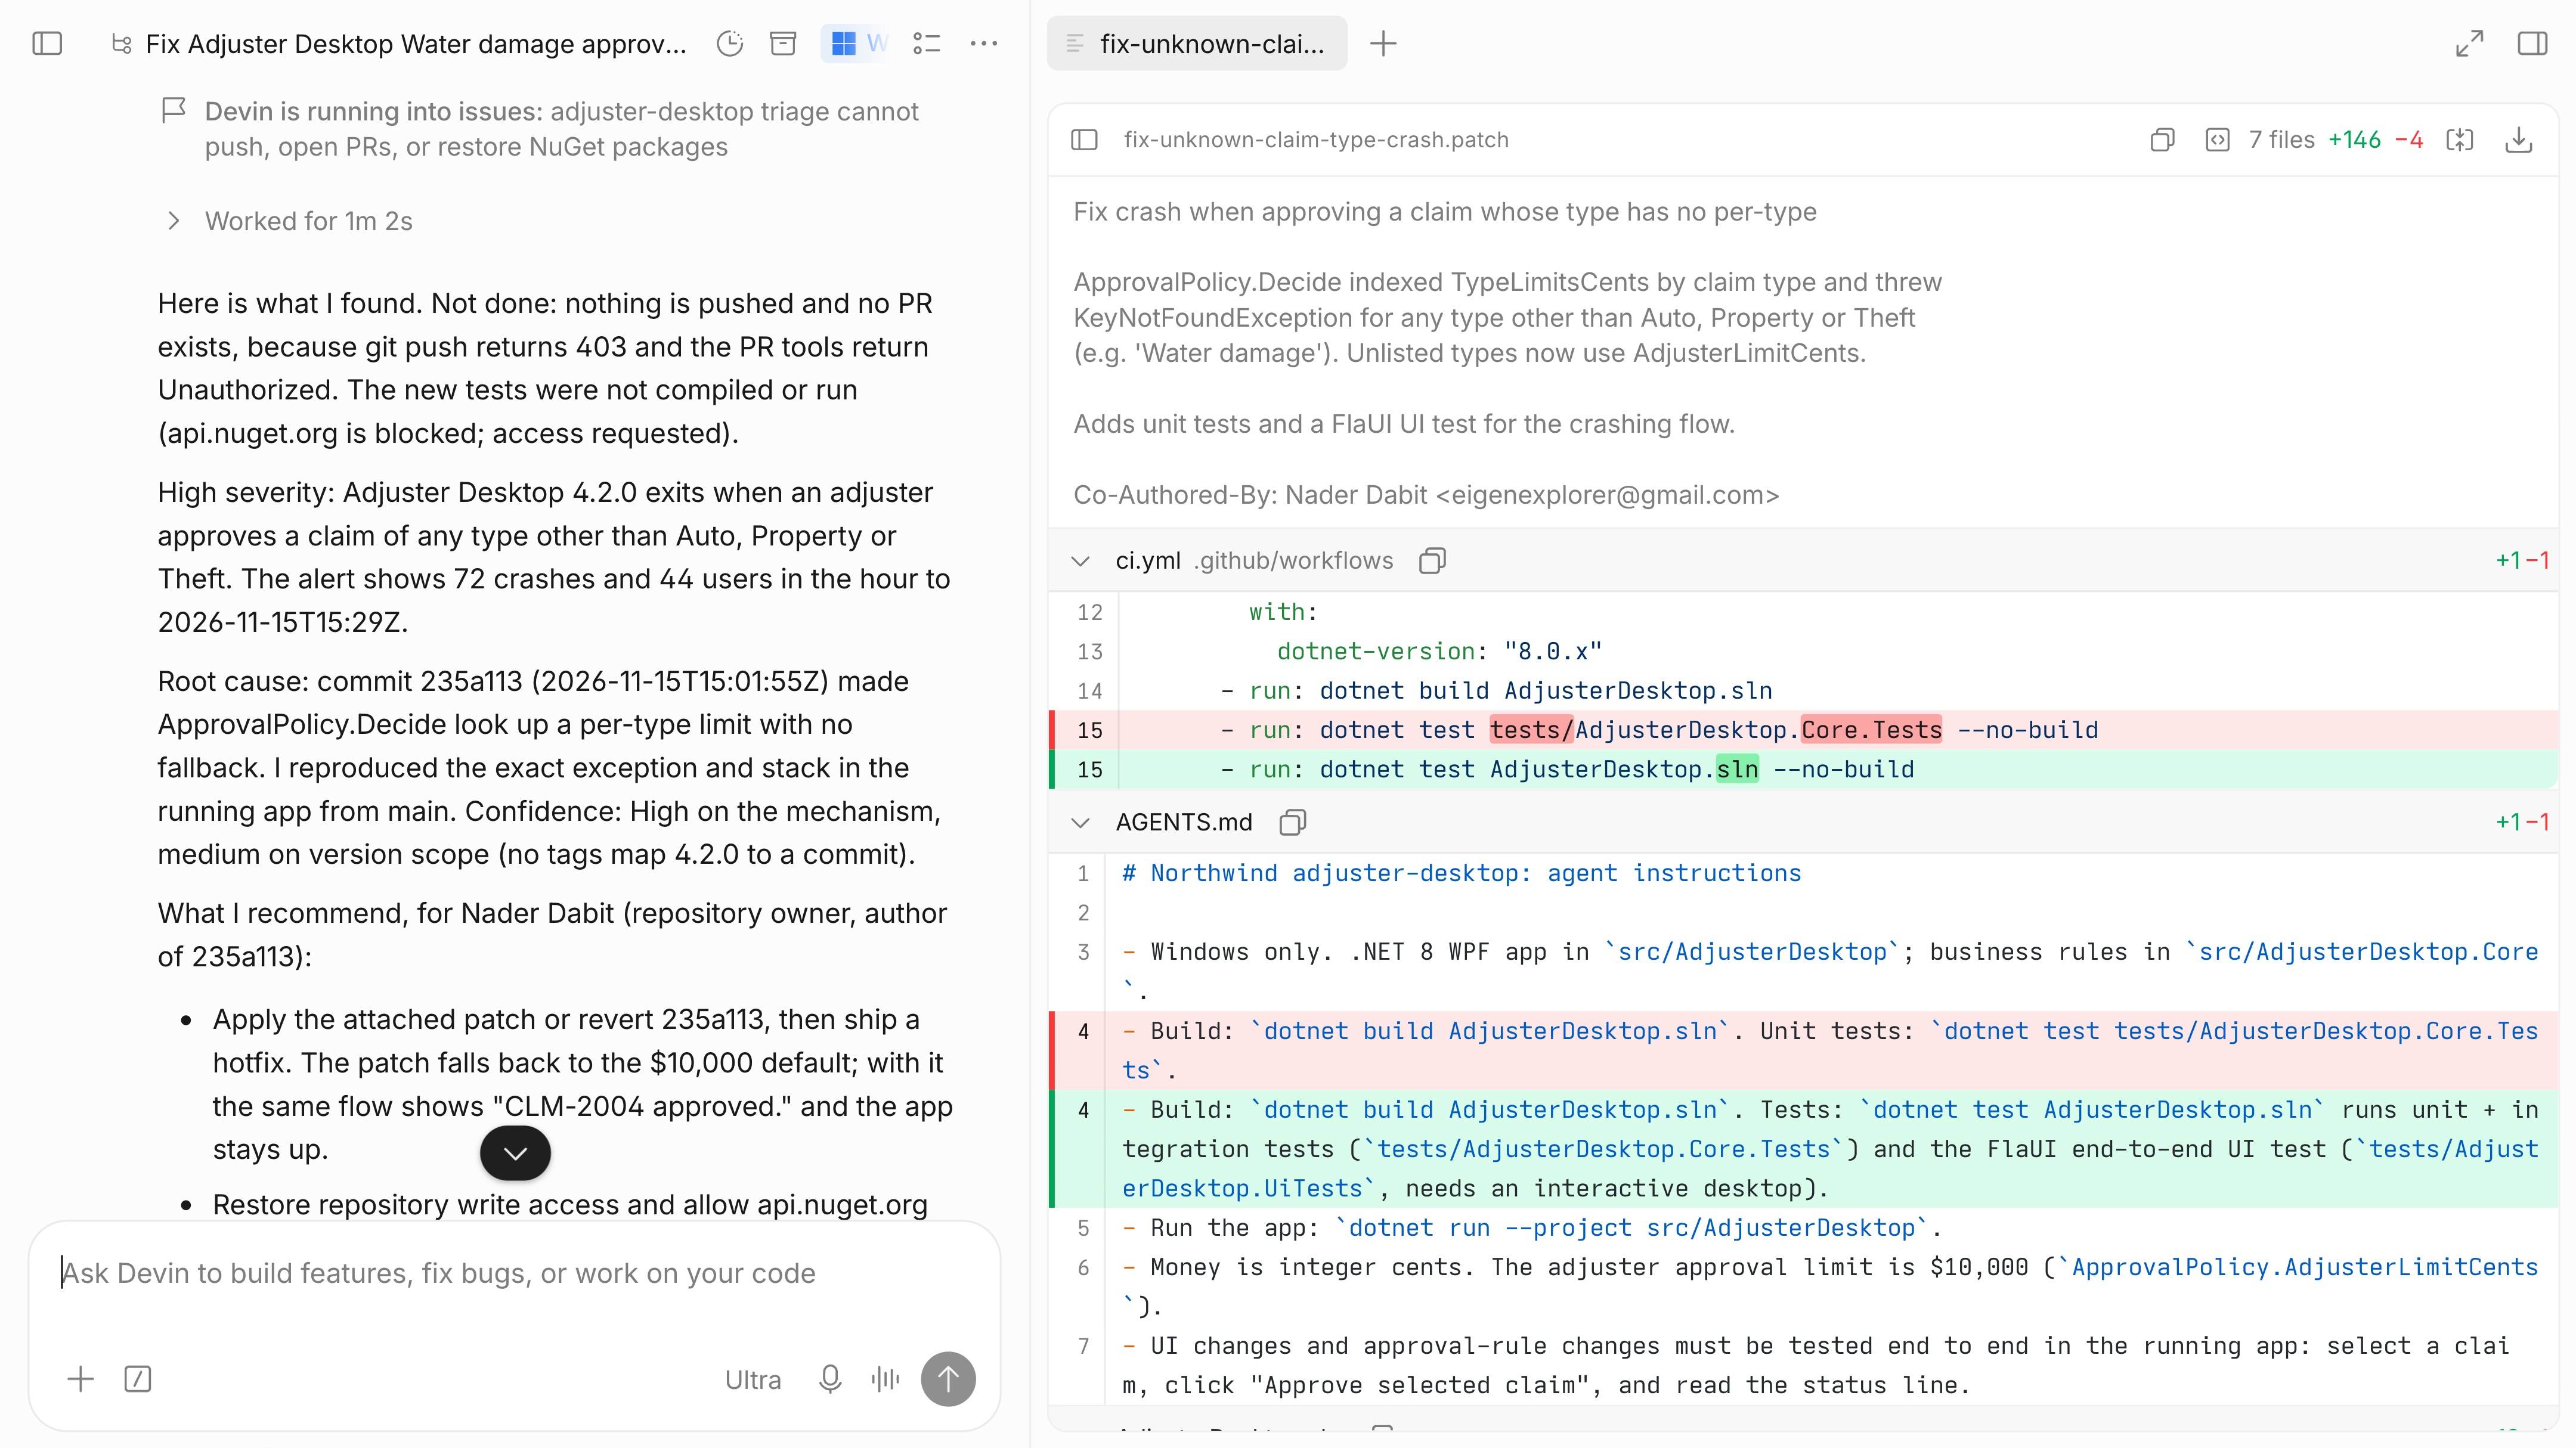 Fix Adjuster Desktop Water damage approv...
W
Devin is running into issues: adjuster-desktop triage cannot
push, open PRs, or restore NuGet packages
Worked for 1m 2s
Here is what I found. Not done: nothing is pushed and no PR
exists, because git push returns 403 and the PR tools return
Unauthorized. The new tests were not compiled or run
(api.nuget.org is blocked; access requested).
High severity: Adjuster Desktop 4.2.0 exits when an adjuster
approves a claim of any type other than Auto, Property or
Theft. The alert shows 72 crashes and 44 users in the hour to
2026-11-15T15:29Z.
Root cause: commit 235a113 (2026-11-15T15:01:55Z) made
ApprovalPolicy.Decide look up a per-type limit with no
fallback. I reproduced the exact exception and stack in the
running app from main. Confidence: High on the mechanism,
medium on version scope (no tags map 4.2.0 to a commit).
What I recommend, for Nader Dabit (repository owner, author
of 235a113):
• Apply the attached patch or revert 235a113, then ship a
hotfix. The patch falls back to the $10,000 default; with it
the same flow shows "CLM-2004 approved." and the app
stays up.
• Restore repository write access and allow api.nuget.org
Ask Devin to build features, fix bugs, or work on your code
Ultra
fix-unknown-clai...
fix-unknown-claim-type-crash.patch
7 files +146 -4
Fix crash when approving a claim whose type has no per-type
ApprovalPolicy.Decide indexed TypeLimitsCents by claim type and threw
KeyNotFoundException for any type other than Auto, Property or Theft
(e.g. 'Water damage'). Unlisted types now use AdjusterLimitCents.
Adds unit tests and a FlaUI UI test for the crashing flow.
Co-Authored-By: Nader Dabit <eigenexplorer@gmail.com>
ci.yml .github/workflows
+1 -1
12 with:
13 dotnet-version: "8.0.x"
14 - run: dotnet build AdjusterDesktop.sln
15 - run: dotnet test tests/AdjusterDesktop.Core.Tests --no-build
15 - run: dotnet test AdjusterDesktop.sln --no-build
AGENTS.md
+1 -1
1 # Northwind adjuster-desktop: agent instructions
2
3 - Windows only. .NET 8 WPF app in `src/AdjusterDesktop`; business rules in `src/AdjusterDesktop.Core
`.
4 - Build: `dotnet build AdjusterDesktop.sln`. Unit tests: `dotnet test tests/AdjusterDesktop.Core.Tes
ts`.
4 - Build: `dotnet build AdjusterDesktop.sln`. Tests: `dotnet test AdjusterDesktop.sln` runs unit + in
tegration tests (`tests/AdjusterDesktop.Core.Tests`) and the FlaUI end-to-end UI test (`tests/Adjust
erDesktop.UiTests`, needs an interactive desktop).
5 - Run the app: `dotnet run --project src/AdjusterDesktop`.
6 - Money is integer cents. The adjuster approval limit is $10,000 (`ApprovalPolicy.AdjusterLimitCents
`).
7 - UI changes and approval-rule changes must be tested end to end in the running app: select a clai
m, click "Approve selected claim", and read the status line.